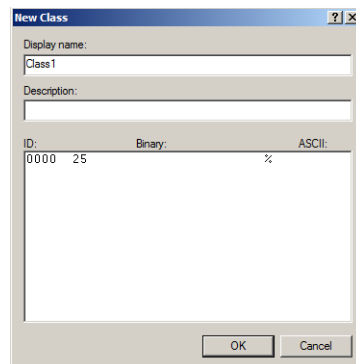 New Class
Display name:
Class1
Description:
ID: Binary: ASCII:
0000 25 %
OK Cancel